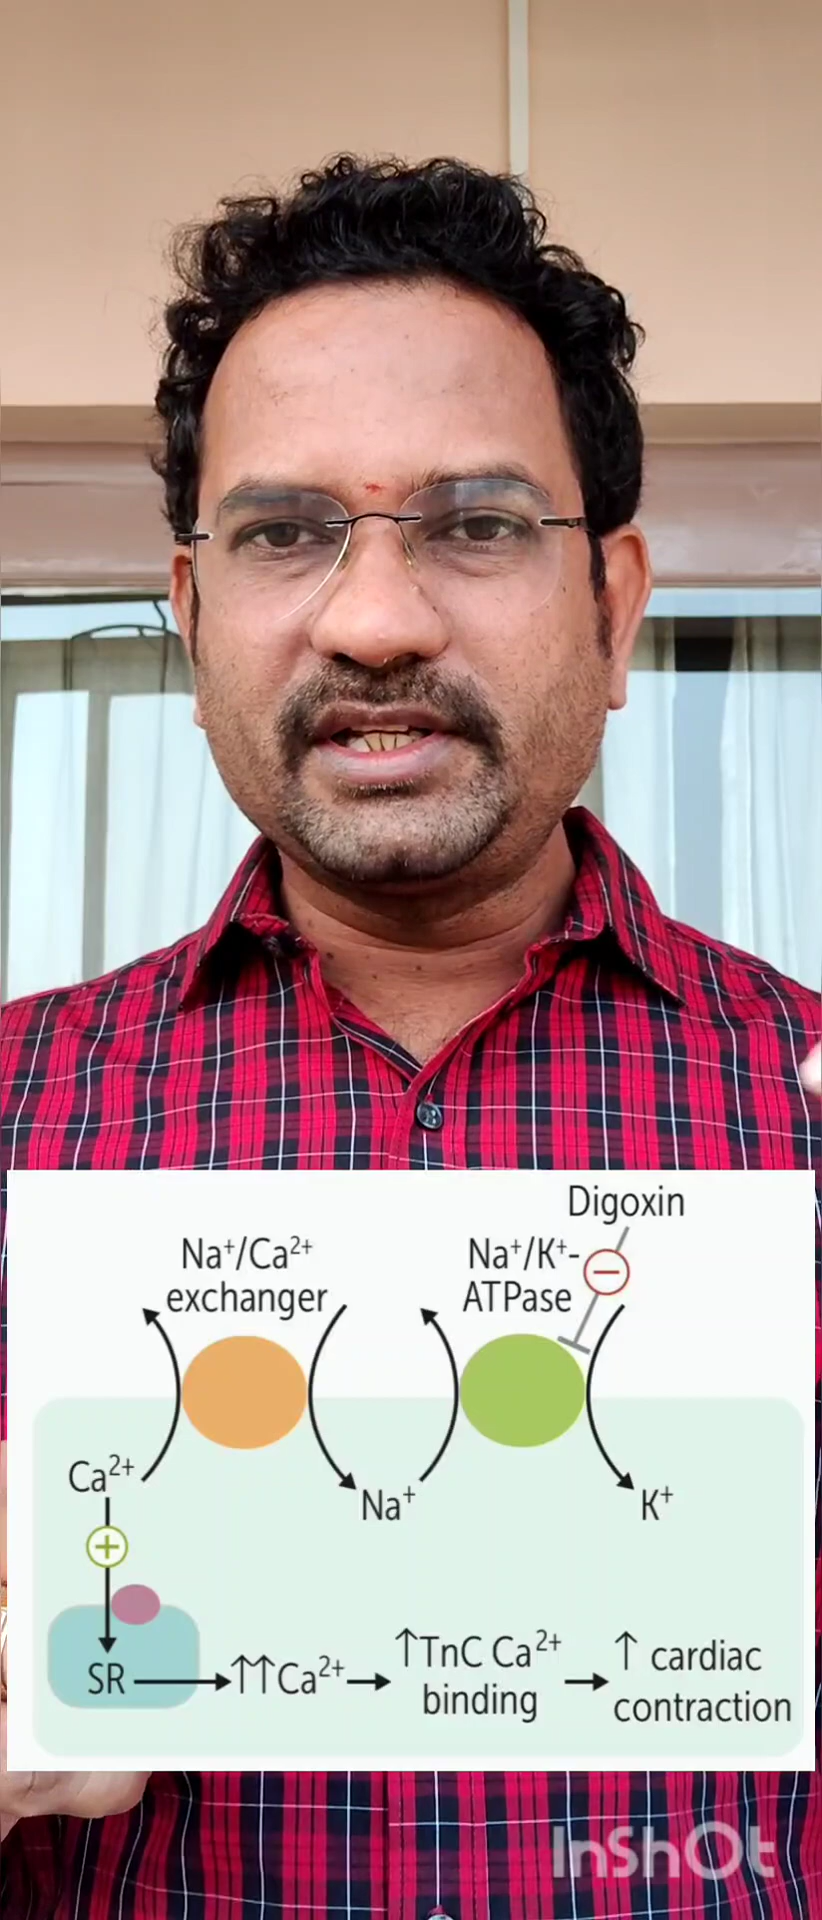 Digoxin
Na⁺/Ca²⁺
exchanger
Na⁺/K⁺-
ATPase
Ca²⁺
Na⁺
K⁺
SR
↑↑Ca²⁺
↑TnC Ca²⁺
binding
↑ cardiac
contraction
InShOt